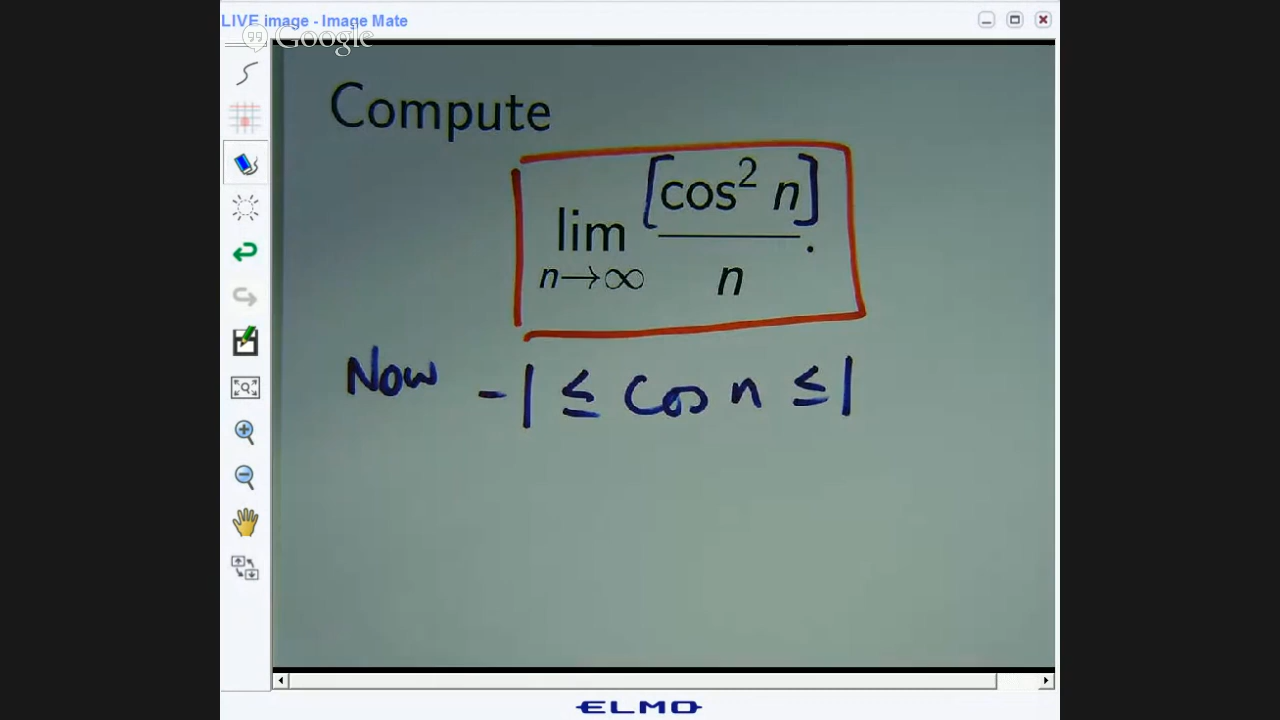 LIVE image - Image Mate
Google
Compute
lim n→∞ [cos² n] / n .
Now -1 ≤ Cos n ≤ 1
ELMO